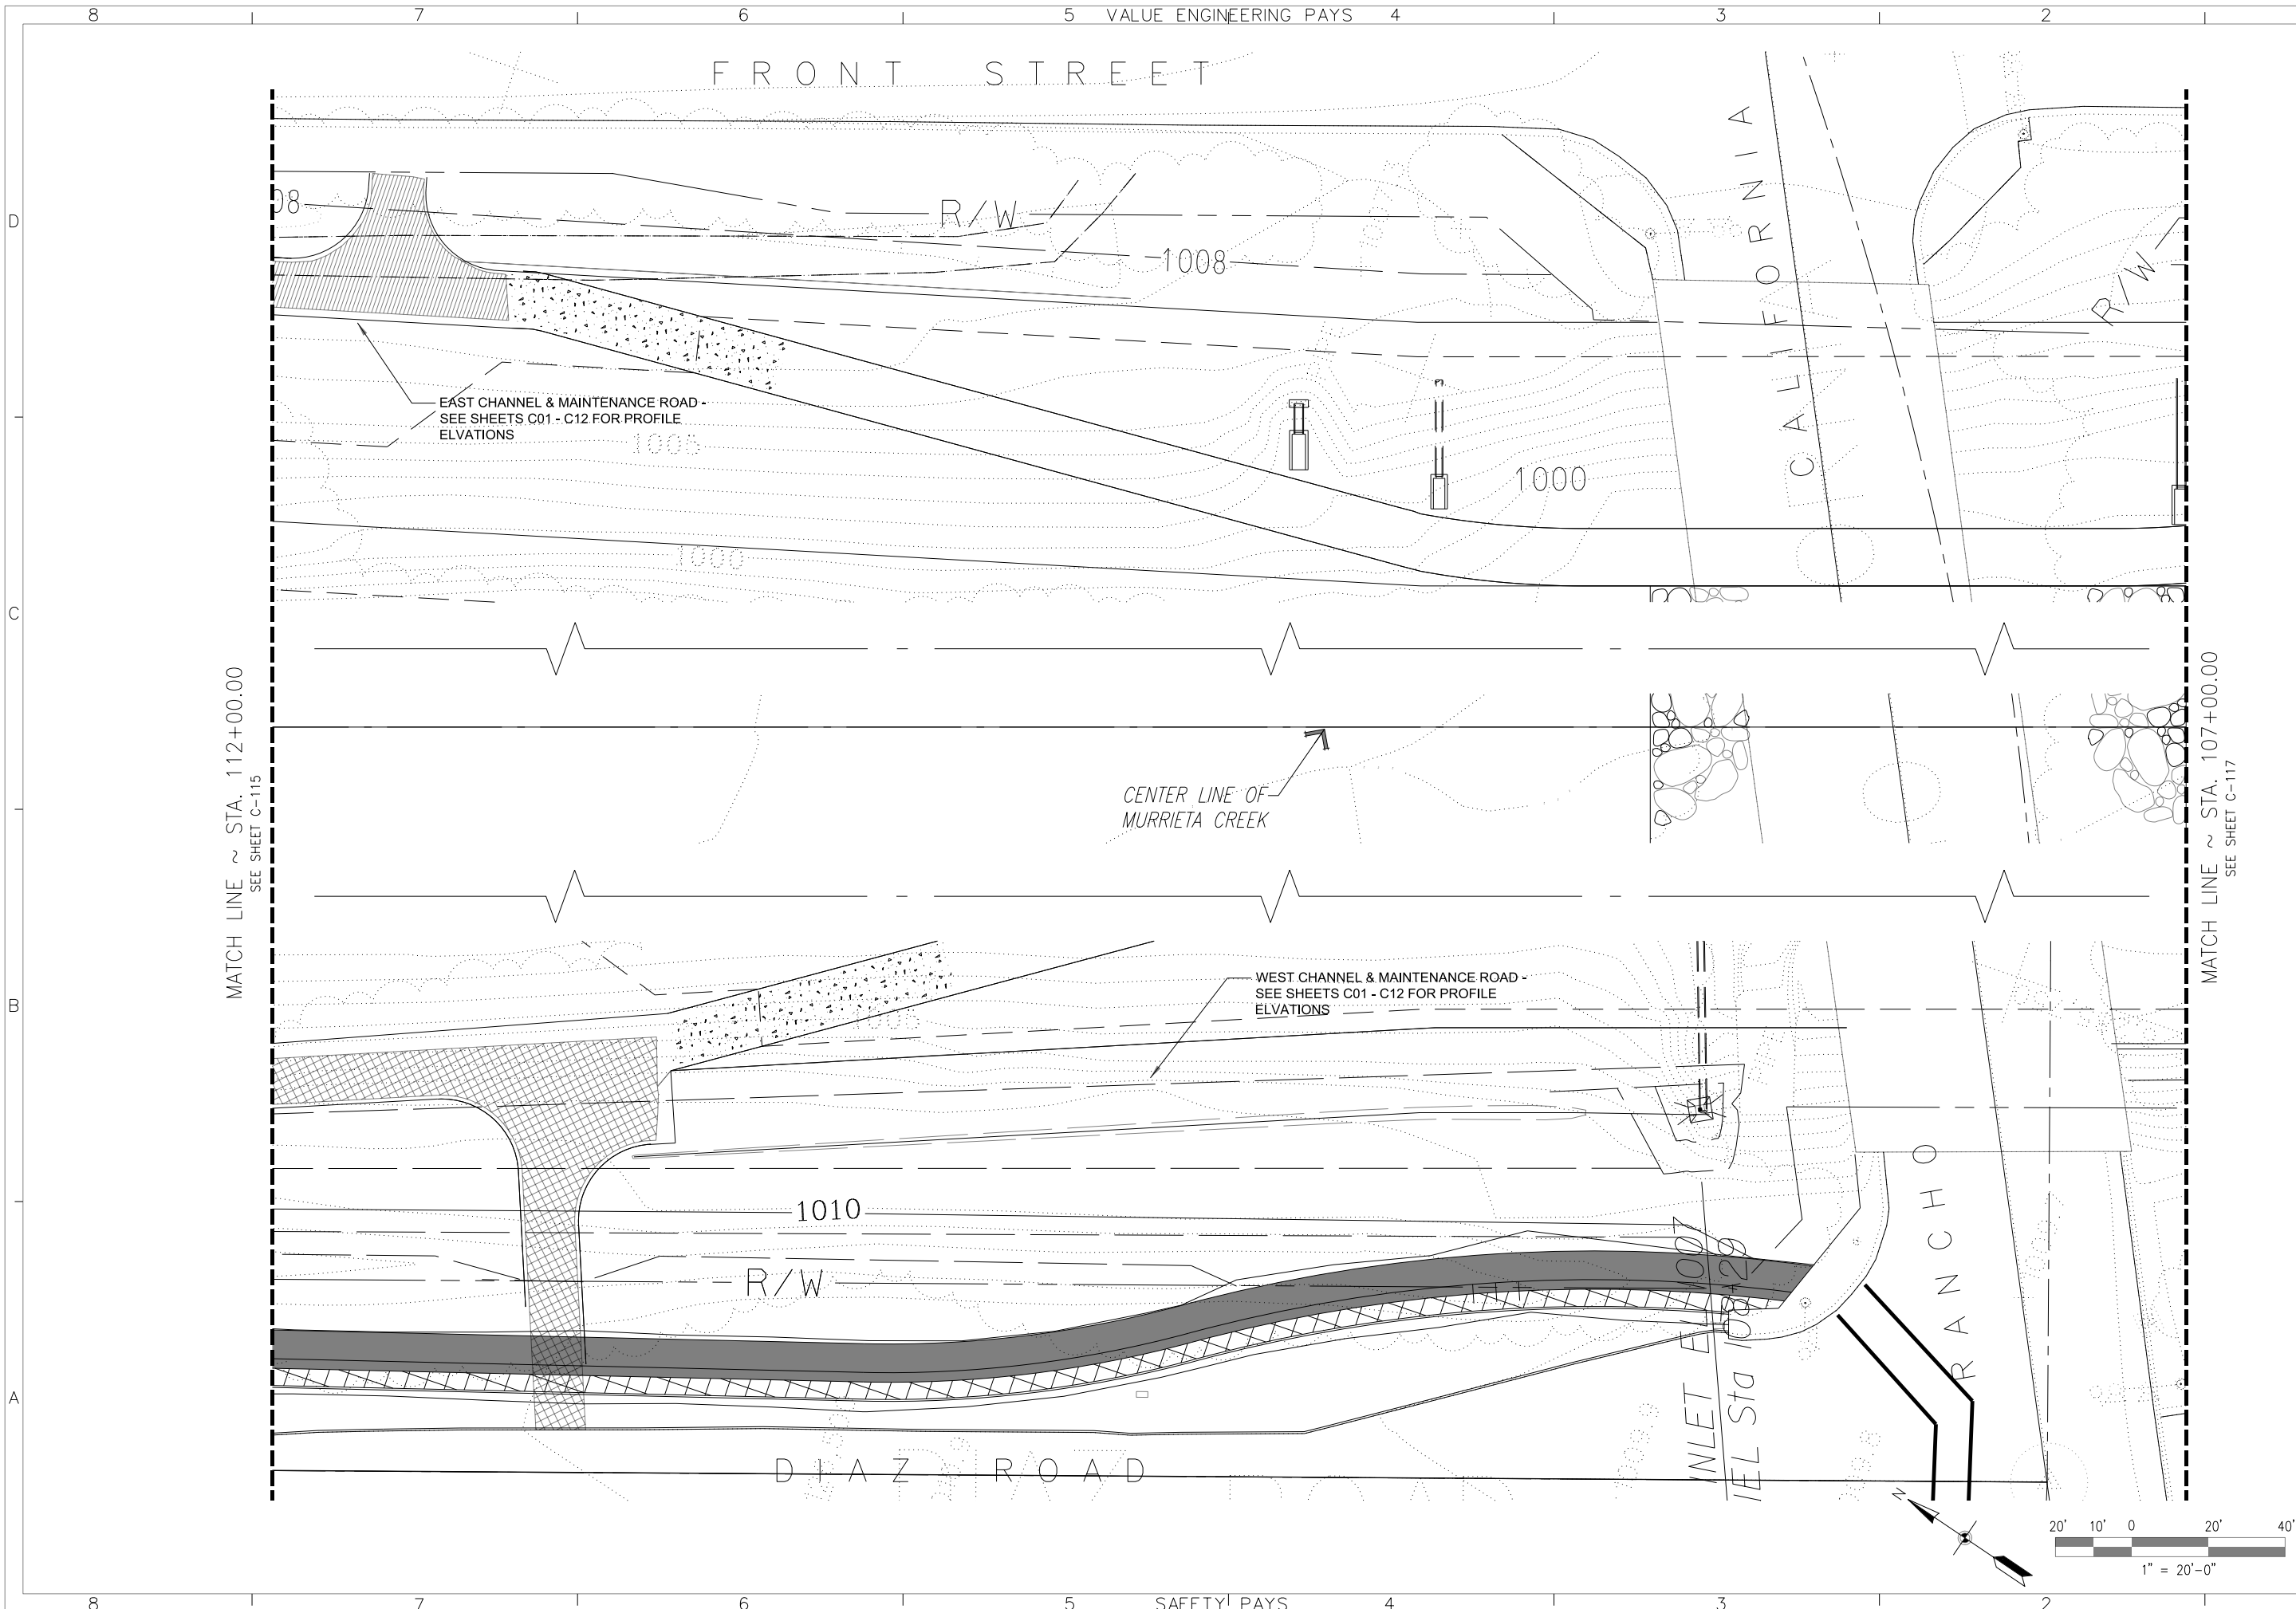 8 7 6 5 VALUE ENGINEERING PAYS 4 3 2
FRONT STREET
CALIFORNIA
D
08
R/W
1008
R/W
EAST CHANNEL & MAINTENANCE ROAD -
SEE SHEETS C01 - C12 FOR PROFILE
ELVATIONS
1005
1000
1000
C
MATCH LINE ~ STA. 112+00.00
SEE SHEET C-115
MATCH LINE ~ STA. 107+00.00
SEE SHEET C-117
CENTER LINE OF
MURRIETA CREEK
B
WEST CHANNEL & MAINTENANCE ROAD -
SEE SHEETS C01 - C12 FOR PROFILE
ELVATIONS
1005
RANCHO
1010
R/W
A
DIAZ ROAD
N
20' 10' 0 20' 40'
1" = 20'-0"
8 7 6 5 SAFETY PAYS 4 3 2